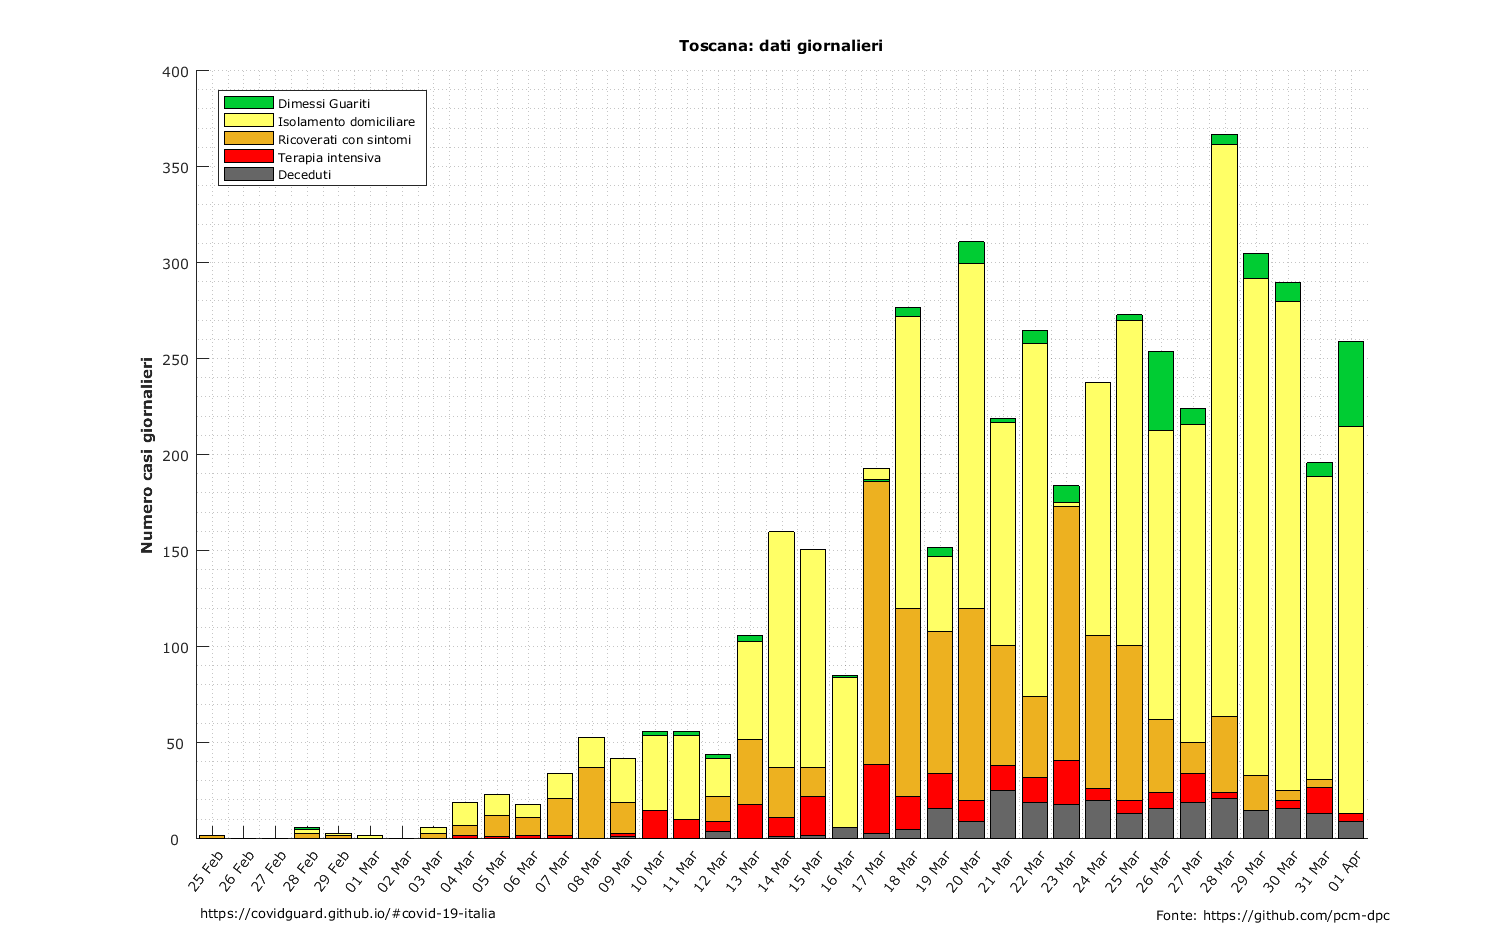 Toscana: dati giornalieri
400
350
300
250
200
150
100
50
0
Numero casi giornalieri
Dimessi Guariti
Isolamento domiciliare
Ricoverati con sintomi
Terapia intensiva
Deceduti
25 Feb
26 Feb
27 Feb
28 Feb
29 Feb
01 Mar
02 Mar
03 Mar
04 Mar
05 Mar
06 Mar
07 Mar
08 Mar
09 Mar
10 Mar
11 Mar
12 Mar
13 Mar
14 Mar
15 Mar
16 Mar
17 Mar
18 Mar
19 Mar
20 Mar
21 Mar
22 Mar
23 Mar
24 Mar
25 Mar
26 Mar
27 Mar
28 Mar
29 Mar
30 Mar
31 Mar
01 Apr
https://covidguard.github.io/#covid-19-italia
Fonte: https://github.com/pcm-dpc